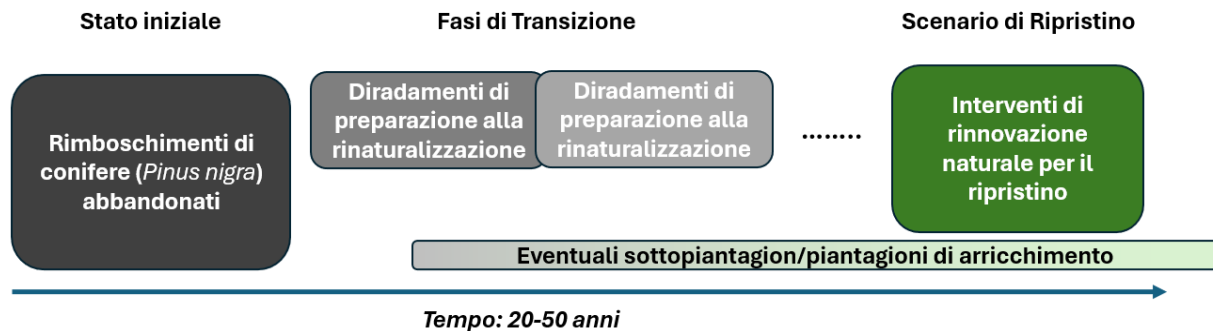 Stato iniziale
Fasi di Transizione
Scenario di Ripristino
Rimboschimenti di
conifere (Pinus nigra)
abbandonati
Diradamenti di
preparazione alla
rinaturalizzazione
Diradamenti di
preparazione alla
rinaturalizzazione
........
Interventi di
rinnovazione
naturale per il
ripristino
Eventuali sottopiantagion/piantagioni di arricchimento
Tempo: 20-50 anni